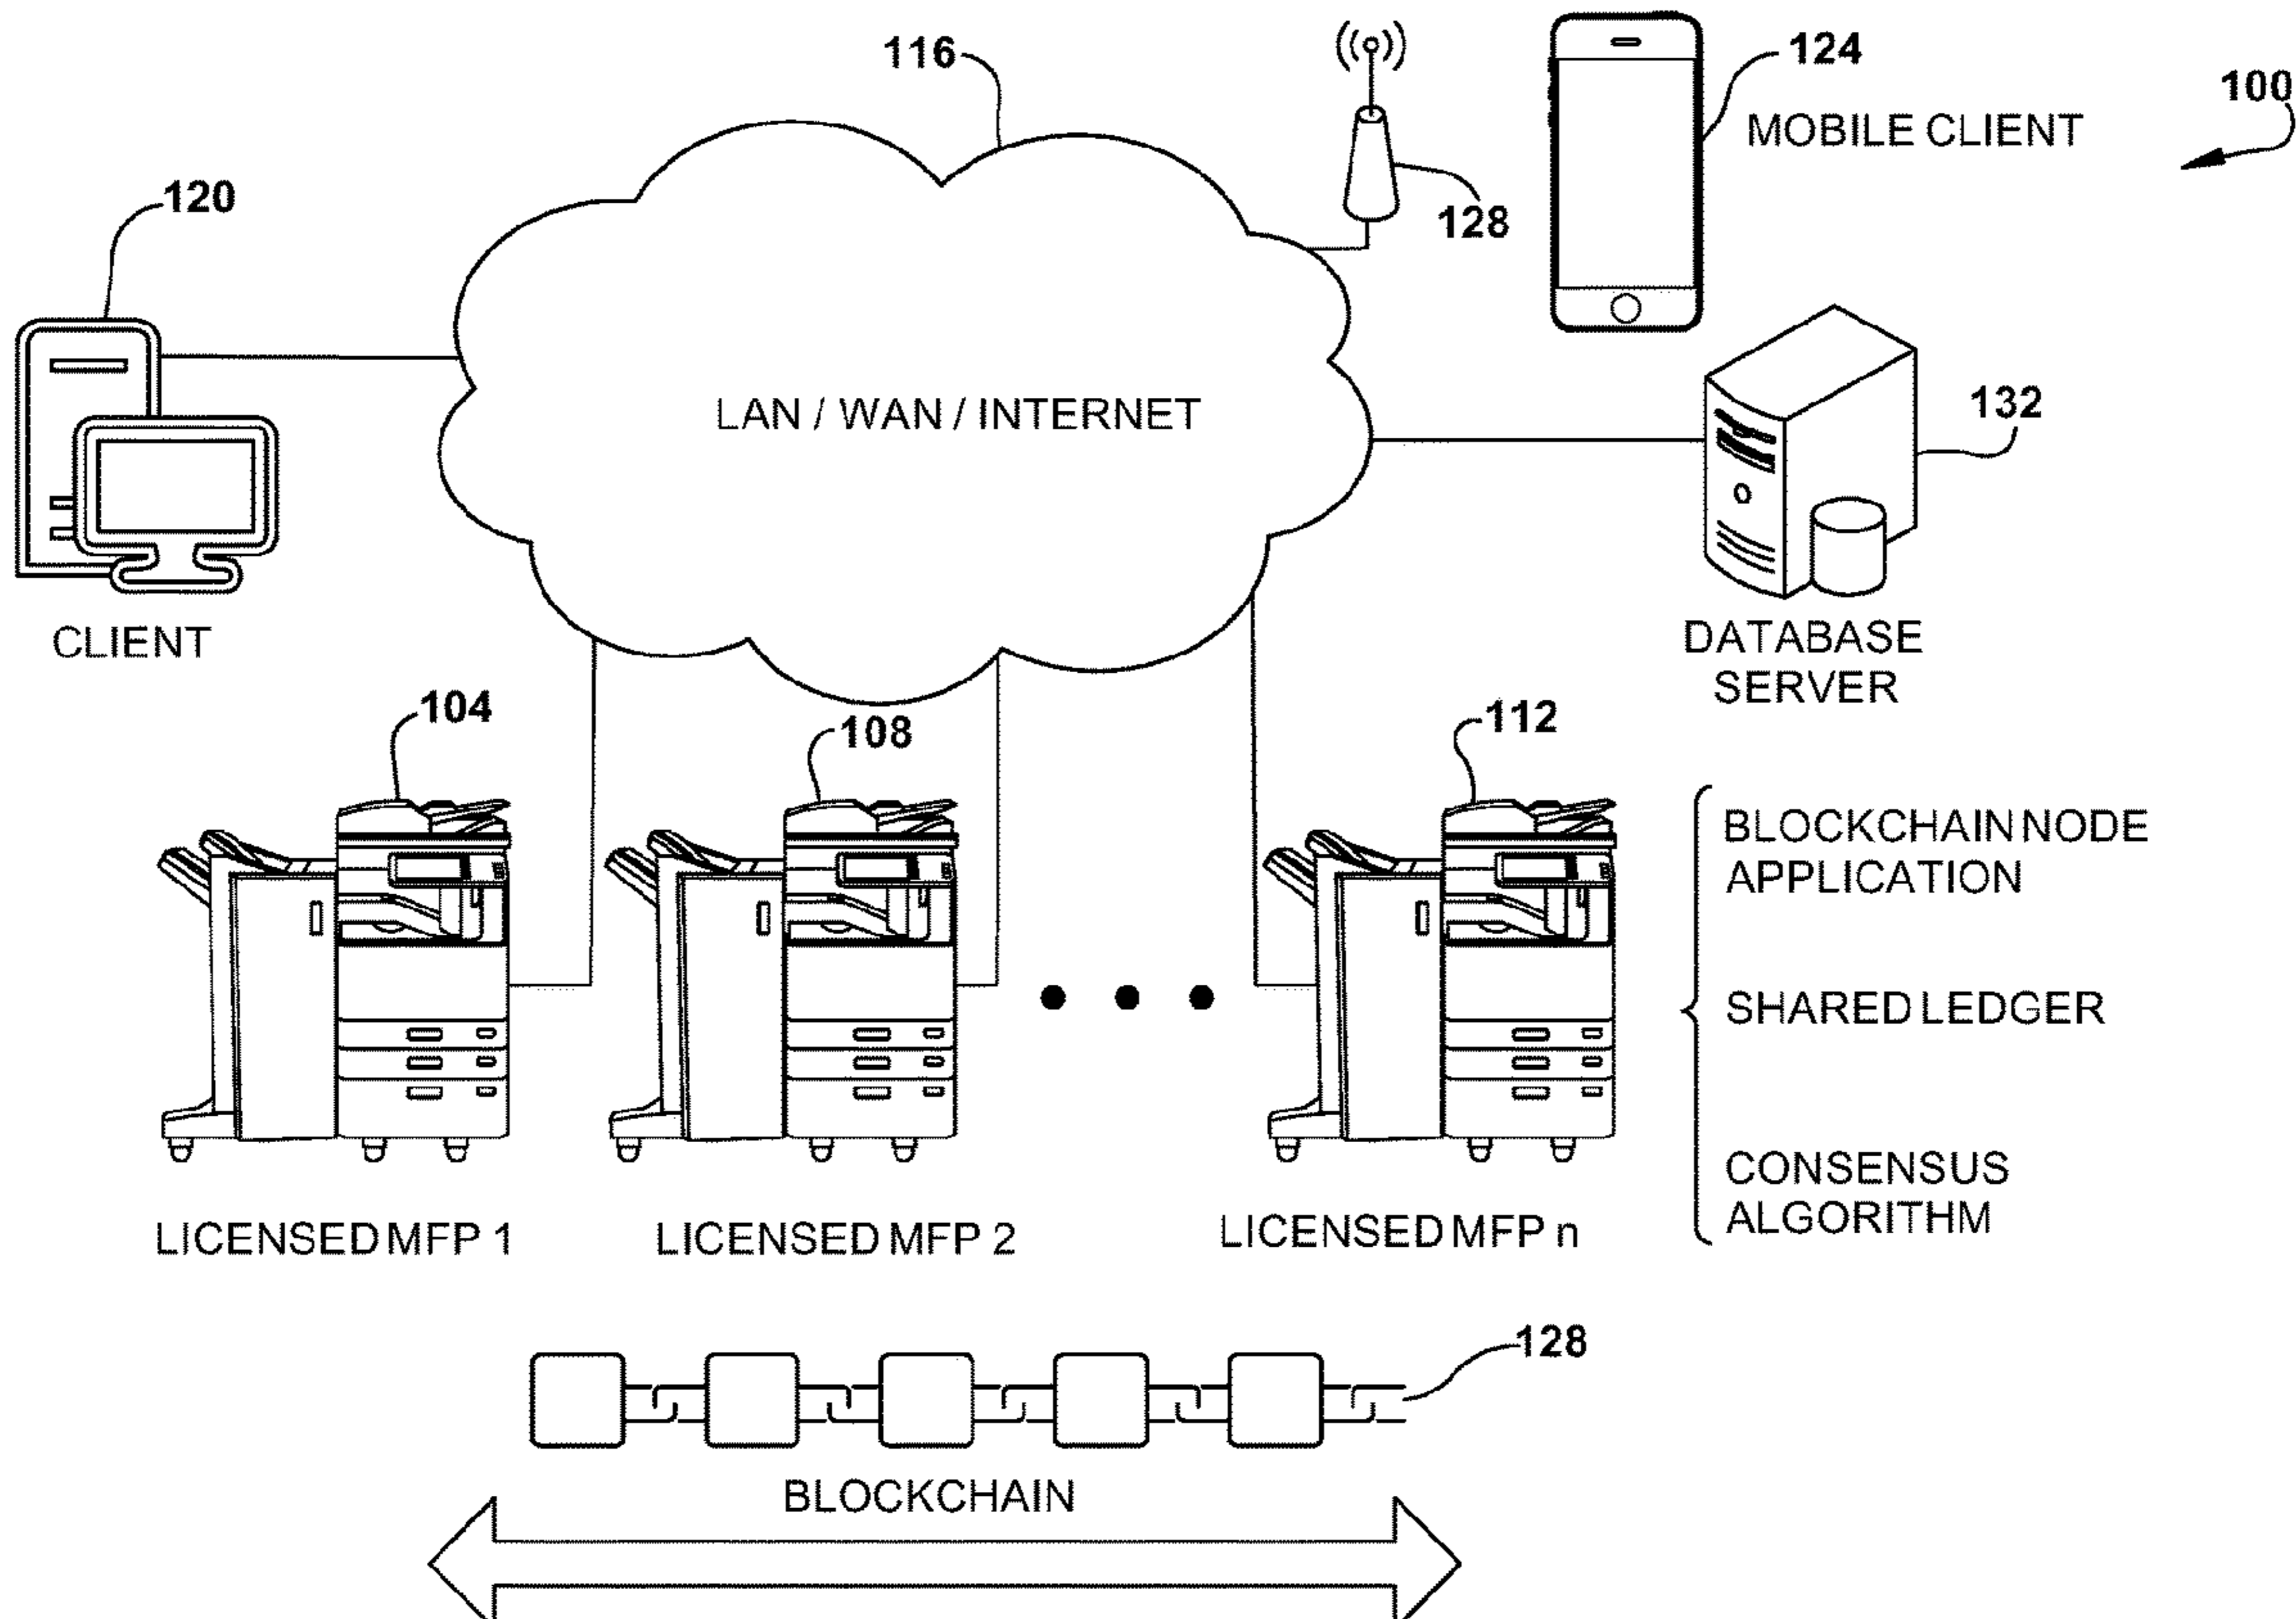 116
124
MOBILE CLIENT
100
128
120
LAN / WAN / INTERNET
132
CLIENT
DATABASE
SERVER
104
108
112
BLOCKCHAIN NODE
APPLICATION
SHARED LEDGER
CONSENSUS
ALGORITHM
LICENSED MFP 1
LICENSED MFP 2
LICENSED MFP n
128
BLOCKCHAIN